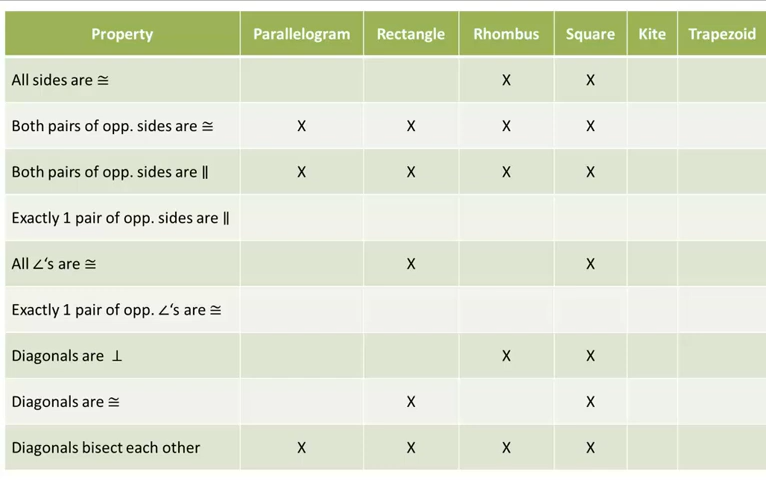 Property Parallelogram Rectangle Rhombus Square Kite Trapezoid
All sides are ≅ X X
Both pairs of opp. sides are ≅ X X X X
Both pairs of opp. sides are ∥ X X X X
Exactly 1 pair of opp. sides are ∥
All ∠‘s are ≅ X X
Exactly 1 pair of opp. ∠‘s are ≅
Diagonals are ⊥ X X
Diagonals are ≅ X X
Diagonals bisect each other X X X X